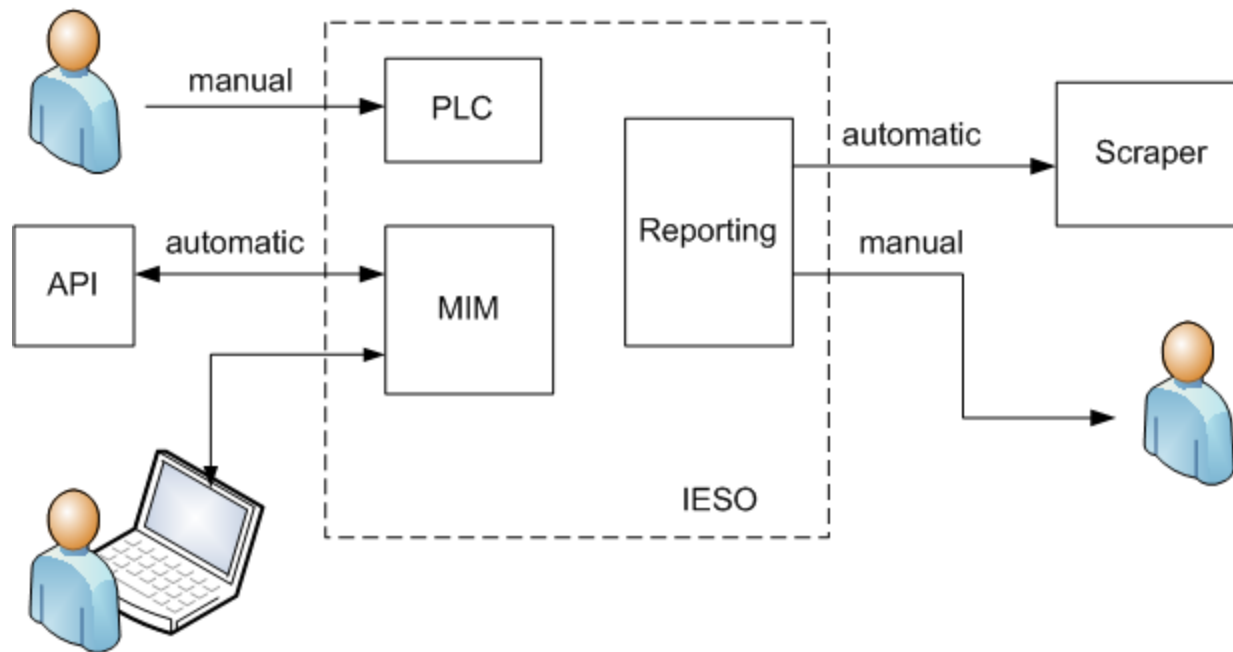 manual
PLC
automatic
Scraper
Reporting
manual
automatic
API
MIM
IESO